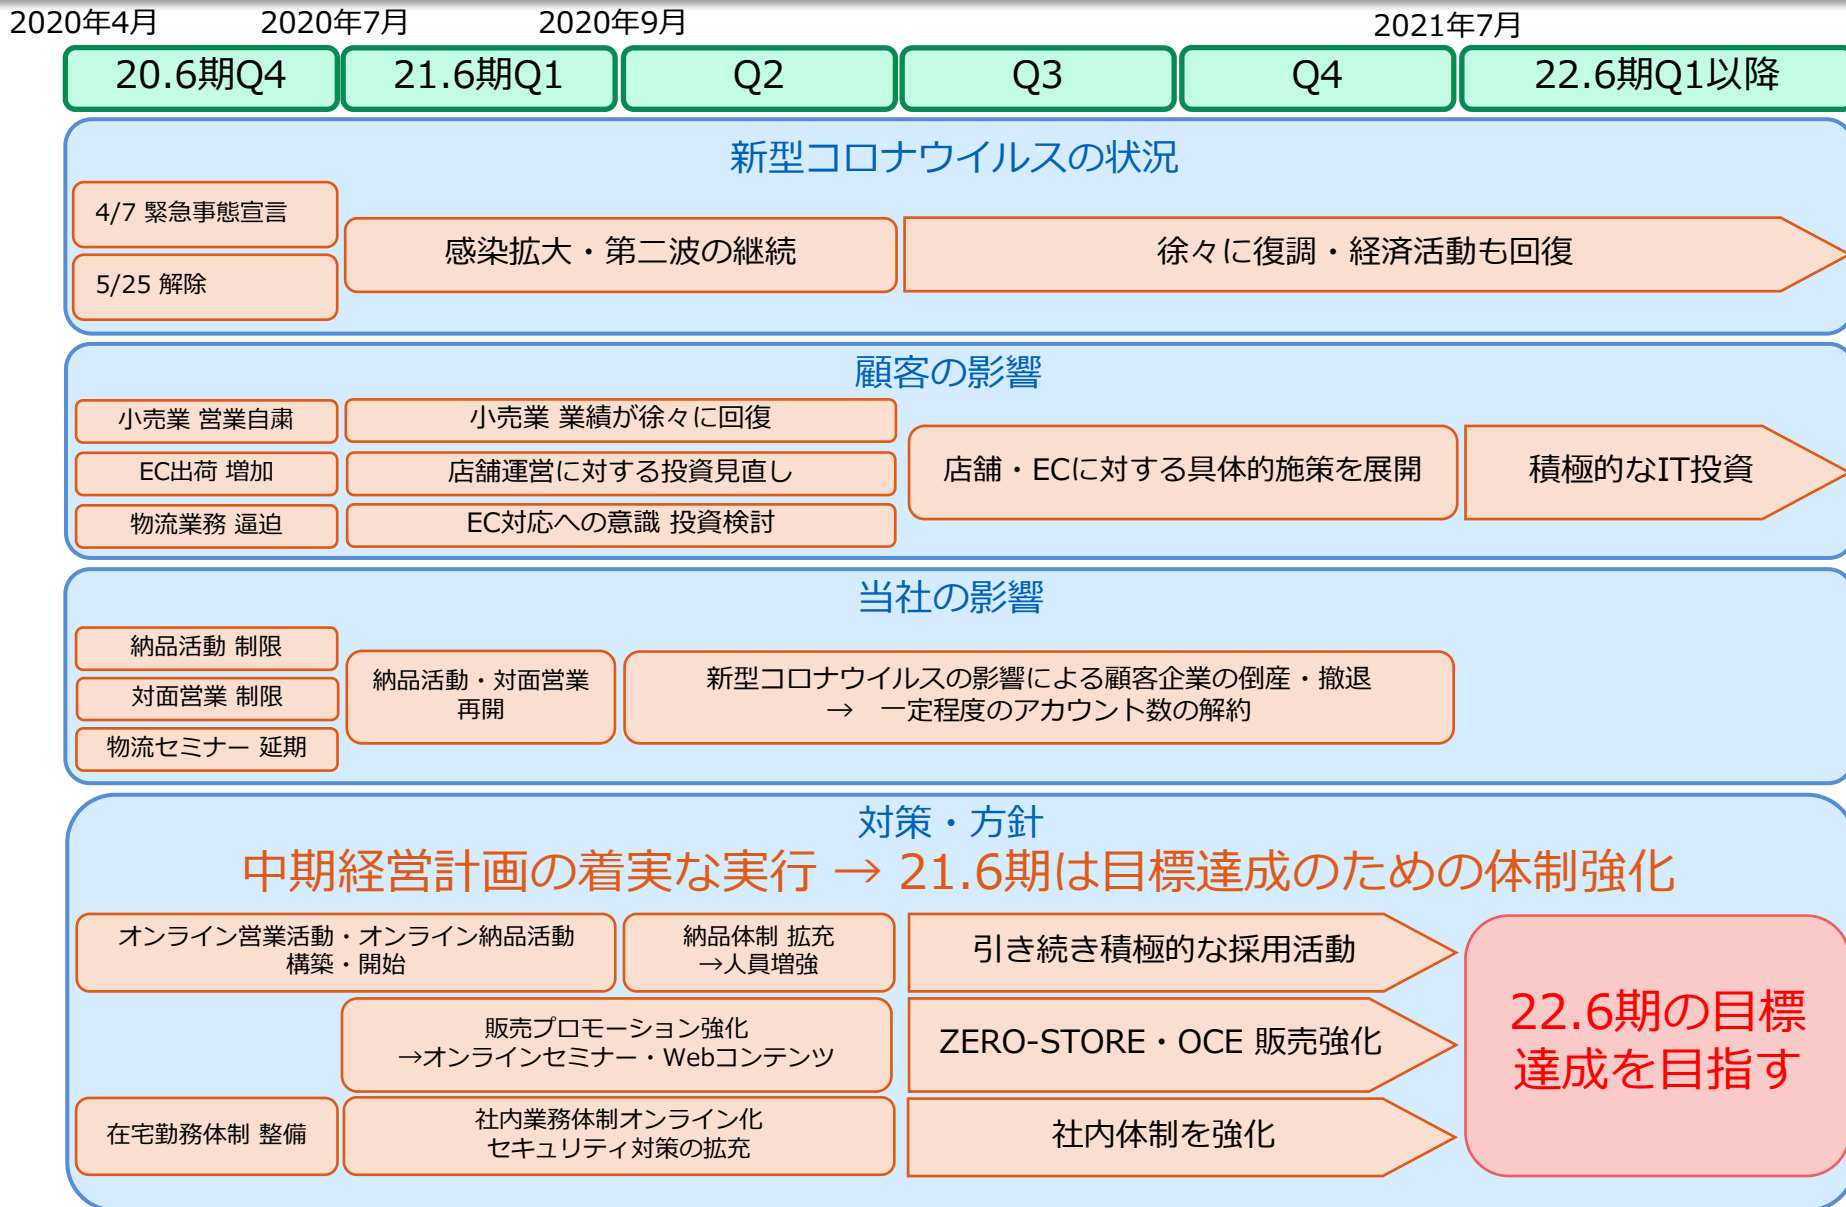 2020年4月
2020年7月
2020年9月
2021年7月
20.6期Q4
21.6期Q1
Q2
Q3
Q4
22.6期Q1以降
新型コロナウイルスの状況
4/7 緊急事態宣言
5/25 解除
感染拡大・第二波の継続
徐々に復調・経済活動も回復
顧客の影響
小売業 営業自粛
EC出荷 増加
物流業務 逼迫
小売業 業績が徐々に回復
店舗運営に対する投資見直し
EC対応への意識 投資検討
店舗・ECに対する具体的施策を展開
積極的なIT投資
当社の影響
納品活動 制限
対面営業 制限
物流セミナー 延期
納品活動・対面営業
再開
新型コロナウイルスの影響による顧客企業の倒産・撤退
→ 一定程度のアカウント数の解約
対策・方針
中期経営計画の着実な実行 → 21.6期は目標達成のための体制強化
オンライン営業活動・オンライン納品活動
構築・開始
納品体制 拡充
→人員増強
引き続き積極的な採用活動
販売プロモーション強化
→オンラインセミナー・Webコンテンツ
ZERO-STORE・OCE 販売強化
在宅勤務体制 整備
社内業務体制オンライン化
セキュリティ対策の拡充
社内体制を強化
22.6期の目標
達成を目指す